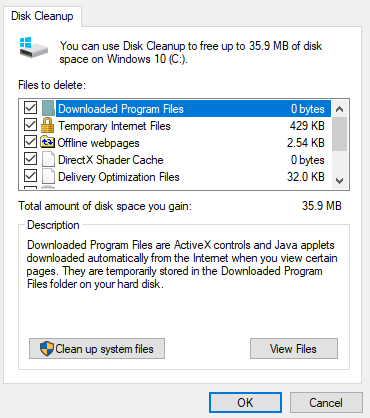 Disk Cleanup
You can use Disk Cleanup to free up to 35.9 MB of disk
space on Windows 10 (C:).
Files to delete:
Downloaded Program Files 0 bytes
Temporary Internet Files 429 KB
Offline webpages 2.54 KB
DirectX Shader Cache 0 bytes
Delivery Optimization Files 32.0 KB
Total amount of disk space you gain: 35.9 MB
Description
Downloaded Program Files are ActiveX controls and Java applets
downloaded automatically from the Internet when you view certain
pages. They are temporarily stored in the Downloaded Program
Files folder on your hard disk.
Clean up system files View Files
OK Cancel